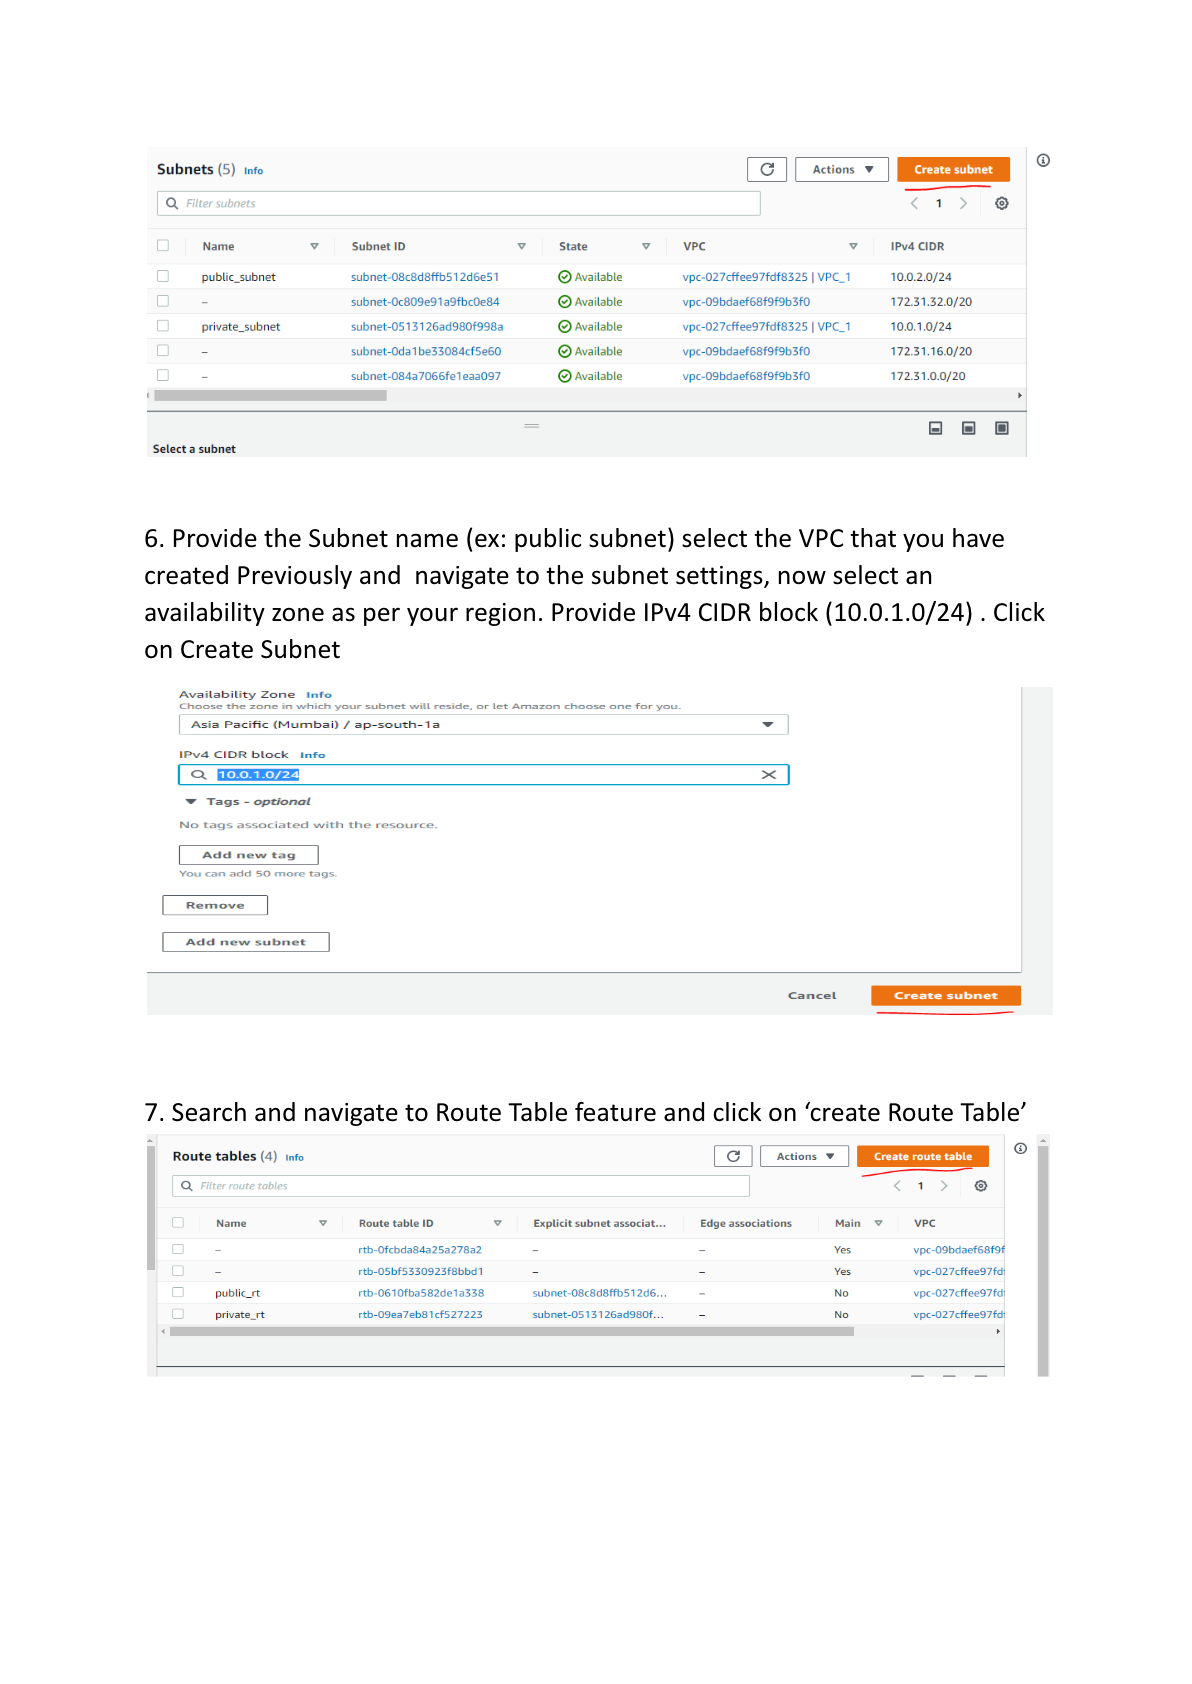 Subnets (5) Info
Actions
Create subnet
Filter subnets
1
Name Subnet ID State VPC IPv4 CIDR
public_subnet subnet-08c8d8ffb512d6e51 Available vpc-027cffee97fdf8325 | VPC_1 10.0.2.0/24
– subnet-0c809e91a9fbc0e84 Available vpc-09bdaef68f9f9b3f0 172.31.32.0/20
private_subnet subnet-0513126ad980f998a Available vpc-027cffee97fdf8325 | VPC_1 10.0.1.0/24
– subnet-0da1be33084cf5e60 Available vpc-09bdaef68f9f9b3f0 172.31.16.0/20
– subnet-084a7066fe1eaa097 Available vpc-09bdaef68f9f9b3f0 172.31.0.0/20
Select a subnet
6. Provide the Subnet name (ex: public subnet) select the VPC that you have
created Previously and  navigate to the subnet settings, now select an
availability zone as per your region. Provide IPv4 CIDR block (10.0.1.0/24) . Click
on Create Subnet
Availability Zone Info
Choose the zone in which your subnet will reside, or let Amazon choose one for you.
Asia Pacific (Mumbai) / ap-south-1a
IPv4 CIDR block Info
10.0.1.0/24
Tags - optional
No tags associated with the resource.
Add new tag
You can add 50 more tags.
Remove
Add new subnet
Cancel Create subnet
7. Search and navigate to Route Table feature and click on ‘create Route Table’
Route tables (4) Info
Actions
Create route table
Filter route tables
1
Name Route table ID Explicit subnet associat... Edge associations Main VPC
– rtb-0fcbda84a25a278a2 – – Yes vpc-09bdaef68f9f
– rtb-05bf5330923f8bbd1 – – Yes vpc-027cffee97fd
public_rt rtb-0610fba582de1a338 subnet-08c8d8ffb512d6... – No vpc-027cffee97fd
private_rt rtb-09ea7eb81cf527223 subnet-0513126ad980f... – No vpc-027cffee97fd